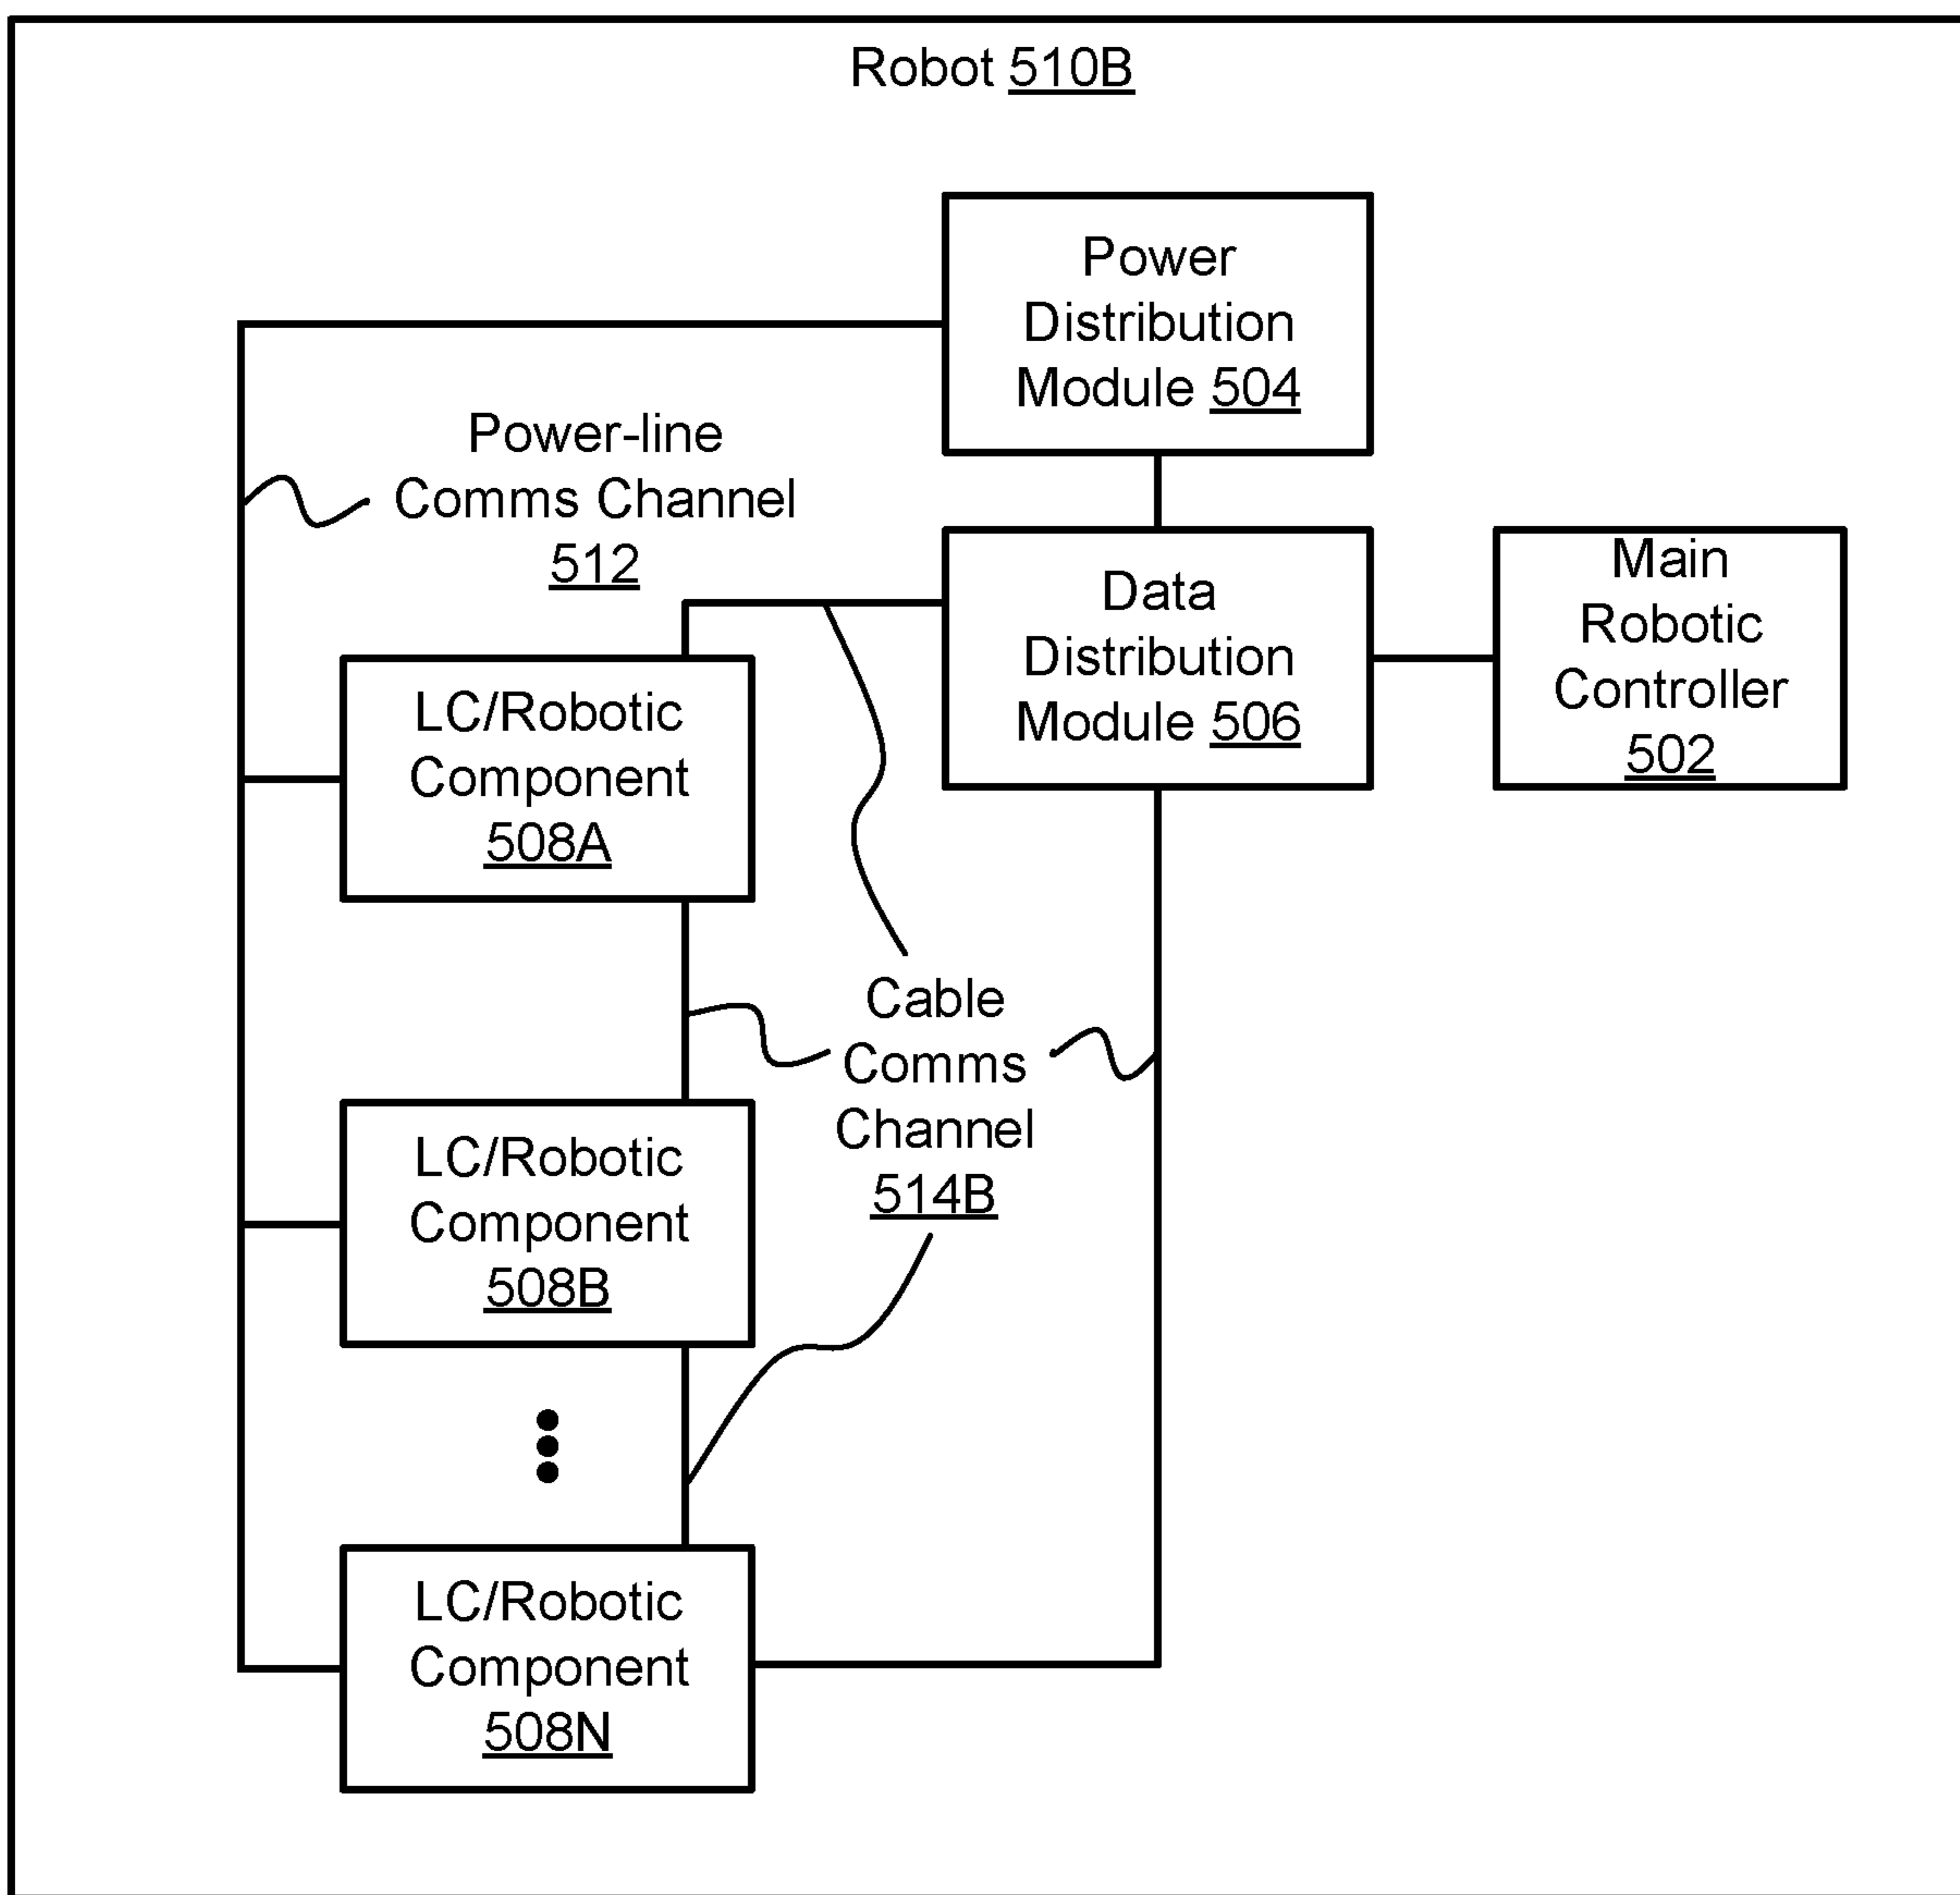 Robot 510B
Power
Distribution
Module 504
Power-line
Comms Channel
512
Data
Distribution
Module 506
Main
Robotic
Controller
502
LC/Robotic
Component
508A
Cable
Comms
Channel
514B
LC/Robotic
Component
508B
LC/Robotic
Component
508N